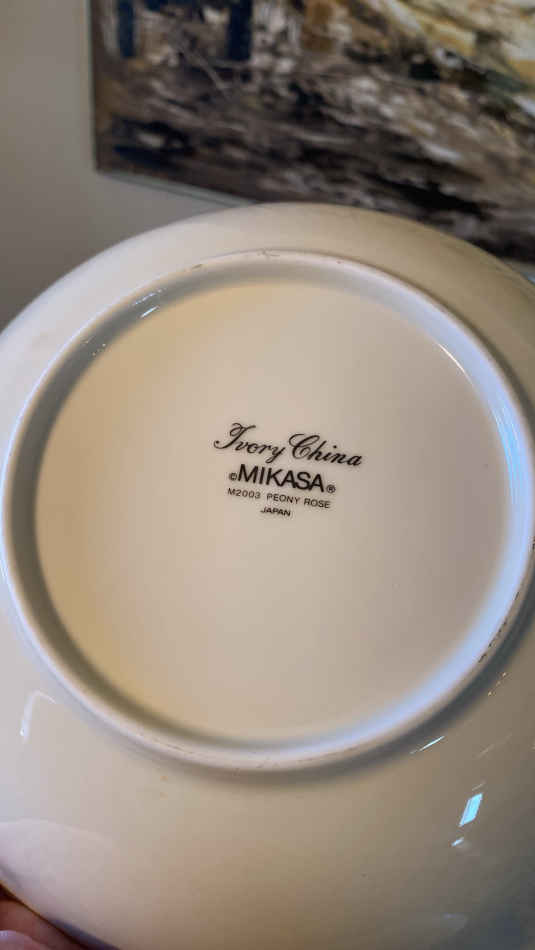 Ivory China
©MIKASA®
M2003 PEONY ROSE
JAPAN